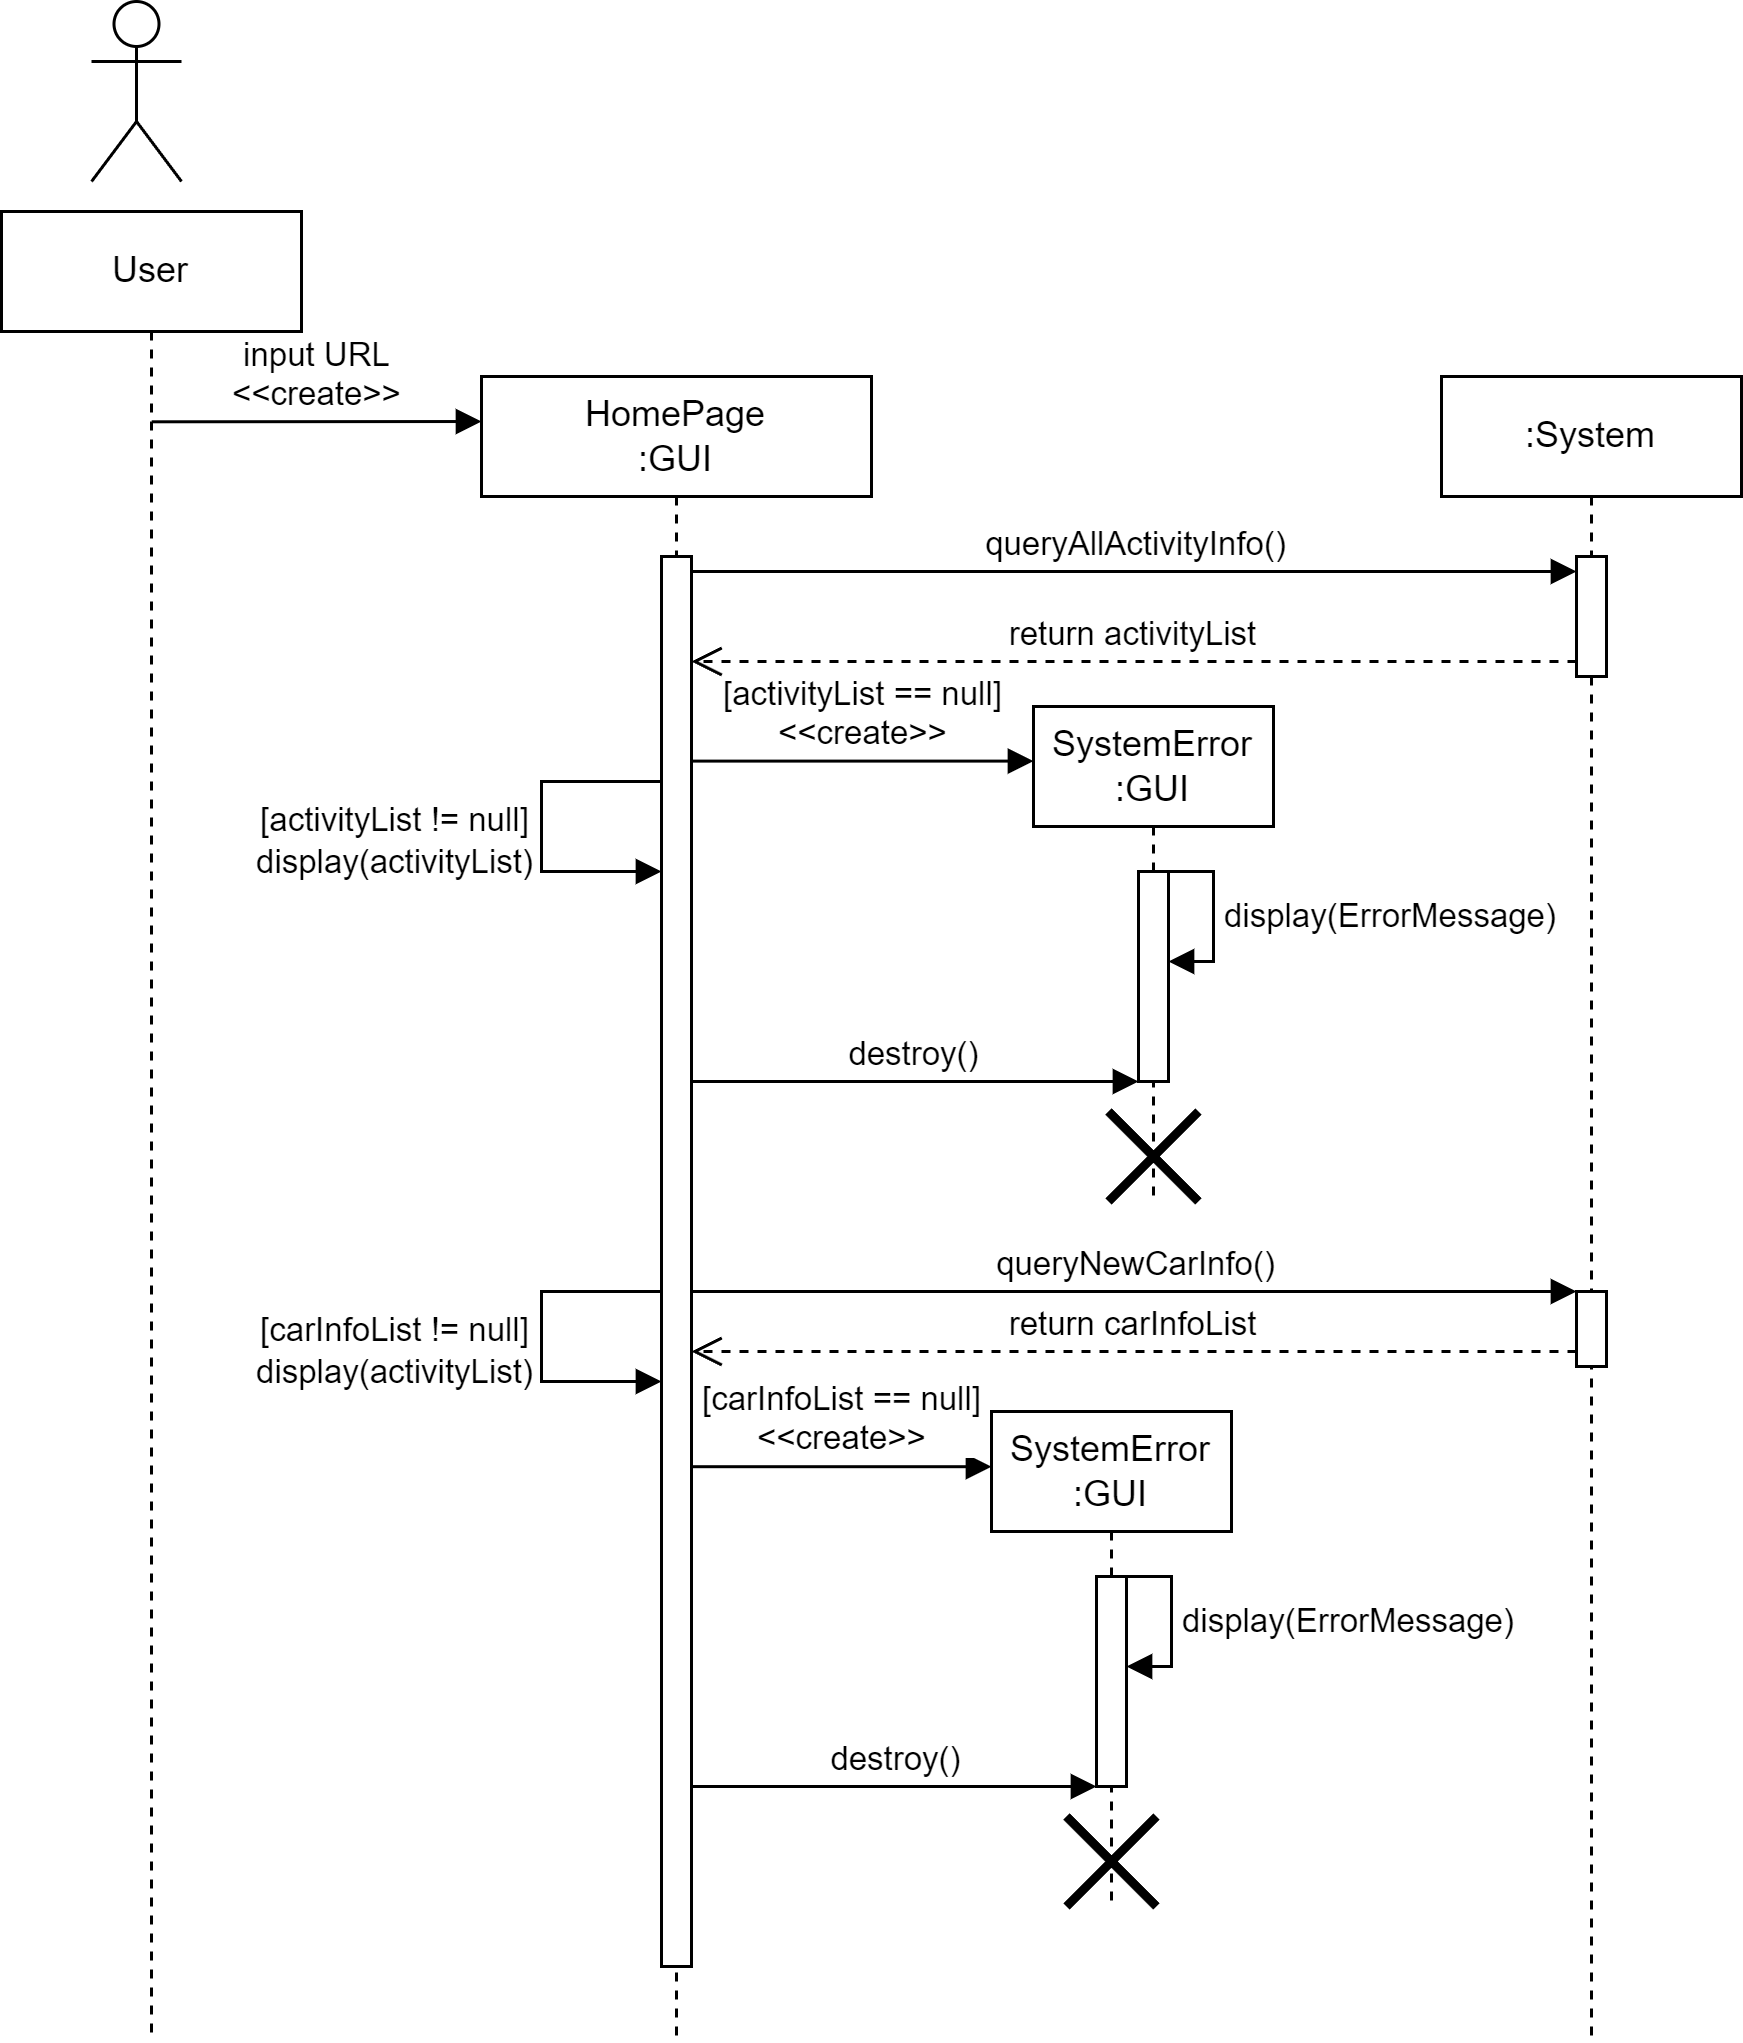 User
input URL
<<create>>
HomePage
:GUI
:System
queryAllActivityInfo()
return activityList
[activityList == null]
<<create>>
SystemError
:GUI
[activityList != null]
display(activityList)
display(ErrorMessage)
destroy()
queryNewCarInfo()
[carInfoList != null]
display(activityList)
return carInfoList
[carInfoList == null]
<<create>>
SystemError
:GUI
display(ErrorMessage)
destroy()